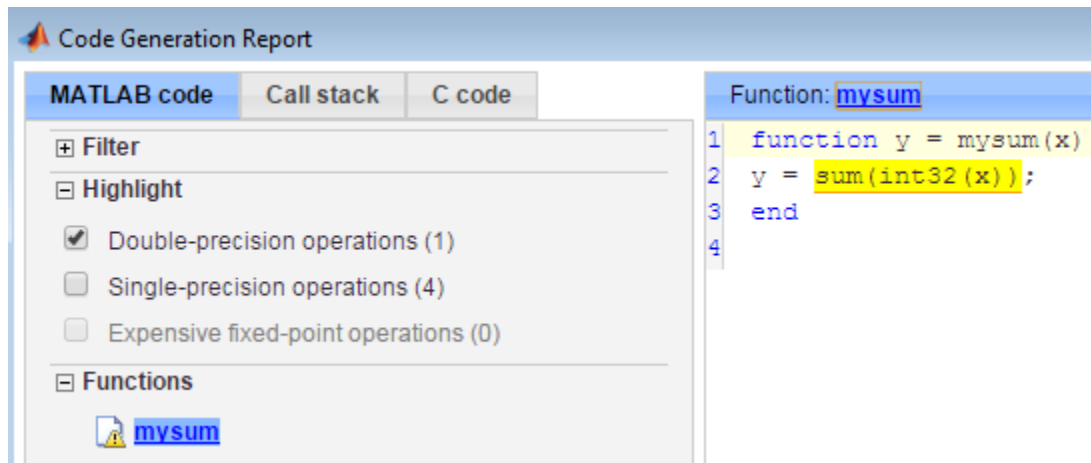 Code Generation Report
MATLAB code Call stack C code
Filter
Highlight
Double-precision operations (1)
Single-precision operations (4)
Expensive fixed-point operations (0)
Functions
mysum
Function: mysum
1 function y = mysum(x)
2 y = sum(int32(x));
3 end
4